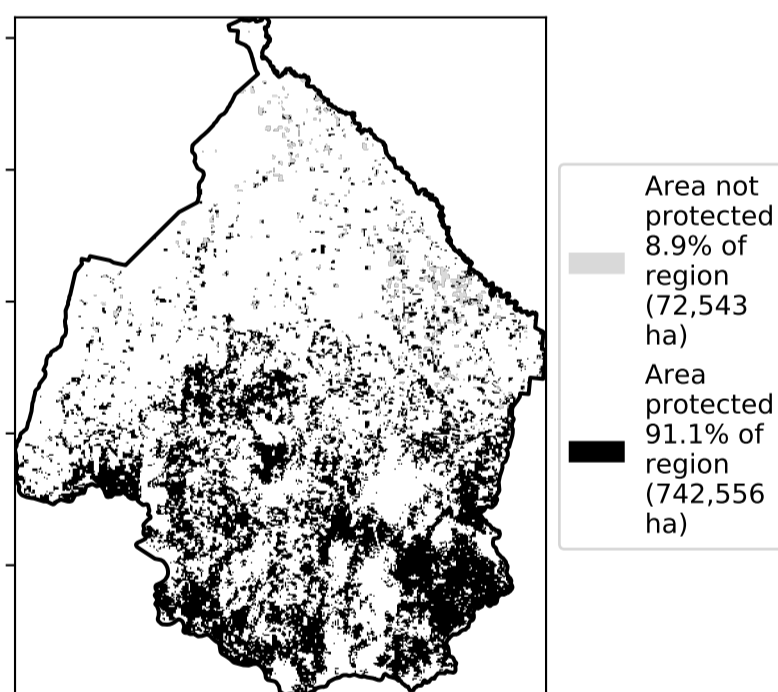 Area not
protected
8.9% of
region
(72,543
ha)
Area
protected
91.1% of
region
(742,556
ha)